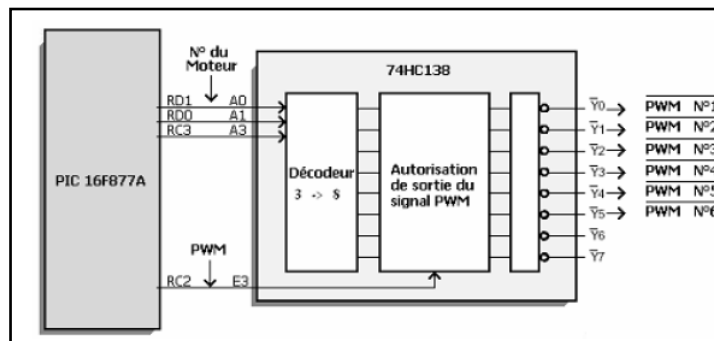 N° du
Moteur
74HC138
RD1 A0
RD0 A1
RC3 A3
PIC 16F877A
Décodeur
3 -> 8
Autorisation
de sortie du
signal PWM
Y0 PWM N°1
Y1 PWM N°2
Y2 PWM N°3
Y3 PWM N°4
Y4 PWM N°5
Y5 PWM N°6
Y6
Y7
PWM
RC2 E3